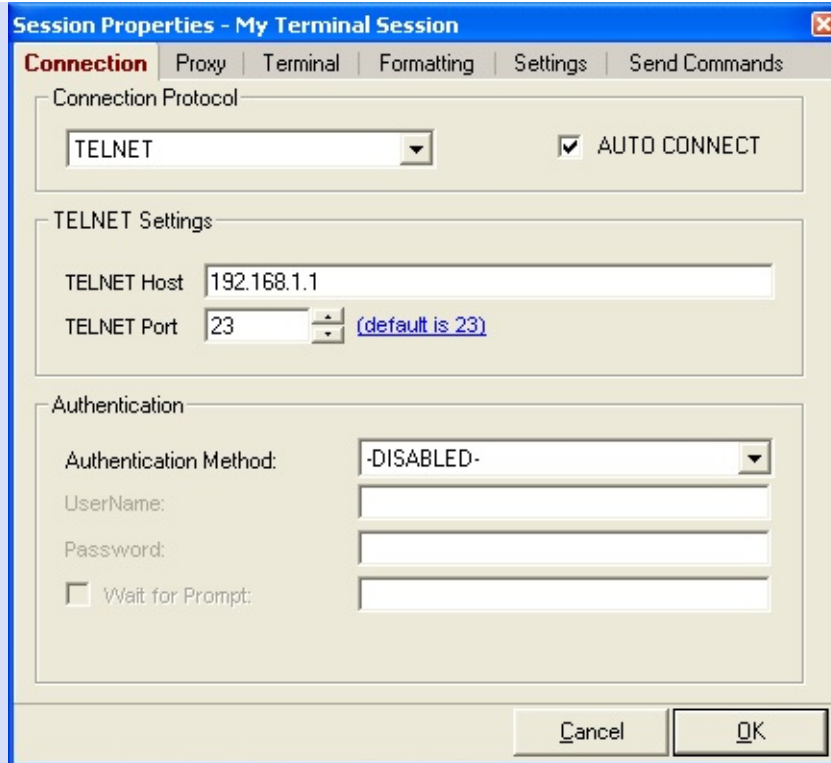 Session Properties - My Terminal Session
Connection Proxy Terminal Formatting Settings Send Commands
Connection Protocol
TELNET AUTO CONNECT
TELNET Settings
TELNET Host 192.168.1.1
TELNET Port 23 (default is 23)
Authentication
Authentication Method: -DISABLED-
UserName:
Password:
Wait for Prompt:
Cancel OK